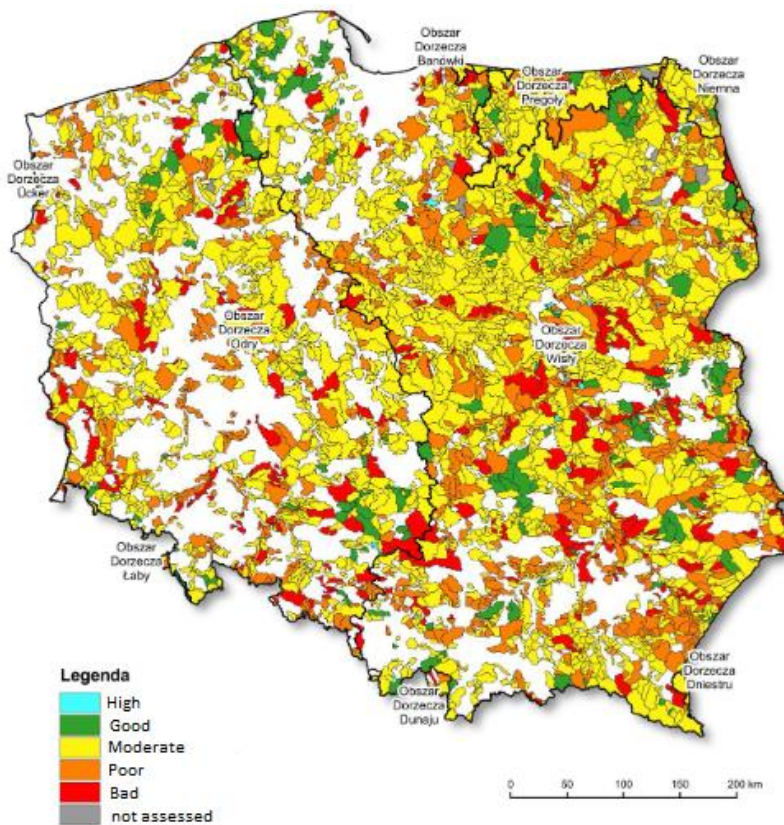 Obszar
Dorzecza
Banówki
Obszar
Dorzecza
Pregoły
Obszar
Dorzecza
Niemna
Obszar
Dorzecza
Ücker
Obszar
Dorzecza
Odry
Obszar
Dorzecza
Wisły
Obszar
Dorzecza
Łaby
Obszar
Dorzecza
Dunaju
Obszar
Dorzecza
Dniestru
Legenda
High
Good
Moderate
Poor
Bad
not assessed
0 50 100 150 200 km